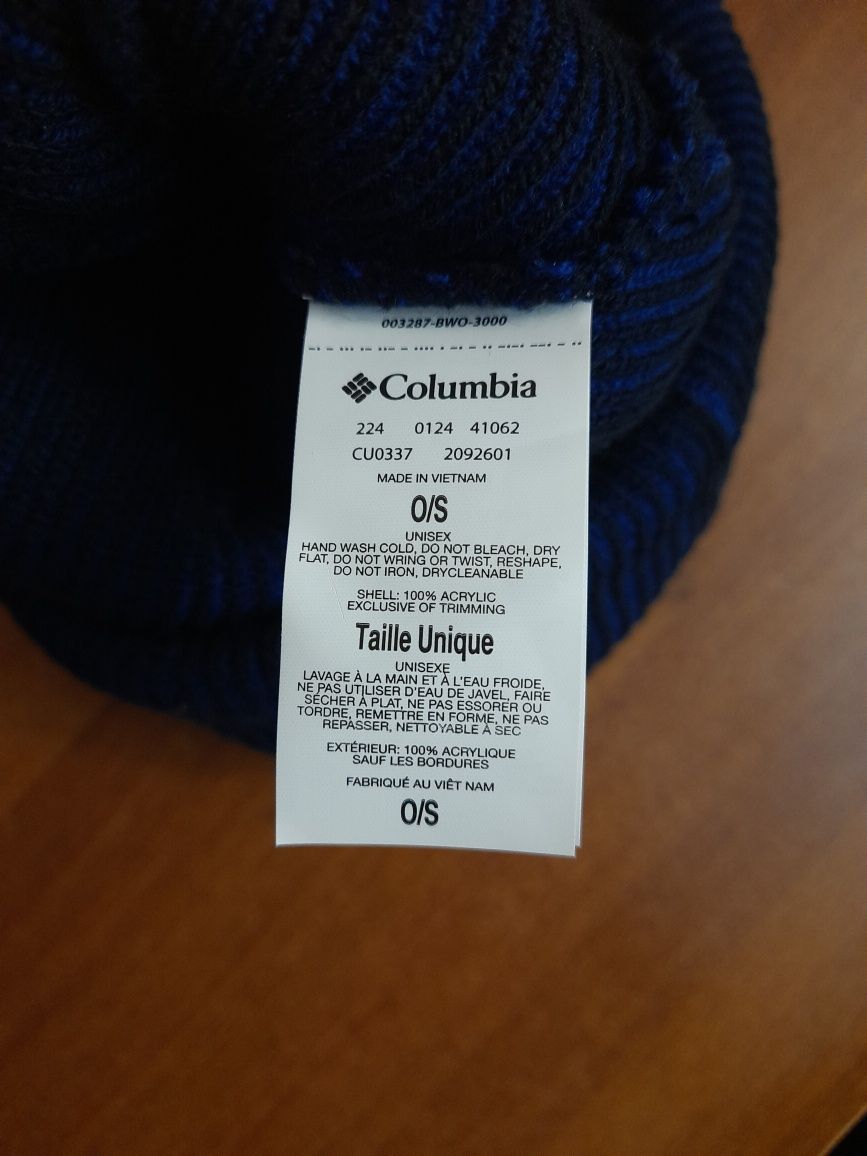 003287-BWO-3000
Columbia
224 0124 41062
CU0337 2092601
MADE IN VIETNAM
O/S
UNISEX
HAND WASH COLD, DO NOT BLEACH, DRY
FLAT, DO NOT WRING OR TWIST, RESHAPE,
DO NOT IRON, DRYCLEANABLE
SHELL: 100% ACRYLIC
EXCLUSIVE OF TRIMMING
Taille Unique
UNISEXE
LAVAGE À LA MAIN ET À L'EAU FROIDE,
NE PAS UTILISER D'EAU DE JAVEL, FAIRE
SÉCHER À PLAT, NE PAS ESSORER OU
TORDRE, REMETTRE EN FORME, NE PAS
REPASSER, NETTOYABLE À SEC
EXTÉRIEUR: 100% ACRYLIQUE
SAUF LES BORDURES
FABRIQUÉ AU VIÊT NAM
O/S